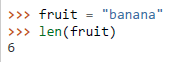 >>> fruit = "banana"
>>> len(fruit)
6